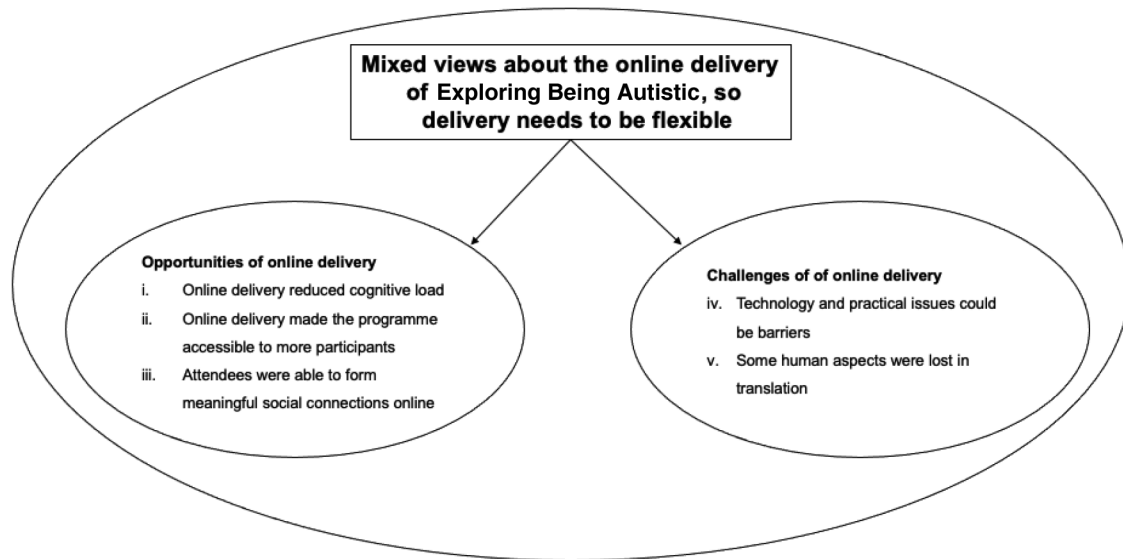 Mixed views about the online delivery
of Exploring Being Autistic, so
delivery needs to be flexible
Opportunities of online delivery
i. Online delivery reduced cognitive load
ii. Online delivery made the programme
accessible to more participants
iii. Attendees were able to form
meaningful social connections online
Challenges of of online delivery
iv. Technology and practical issues could
be barriers
v. Some human aspects were lost in
translation